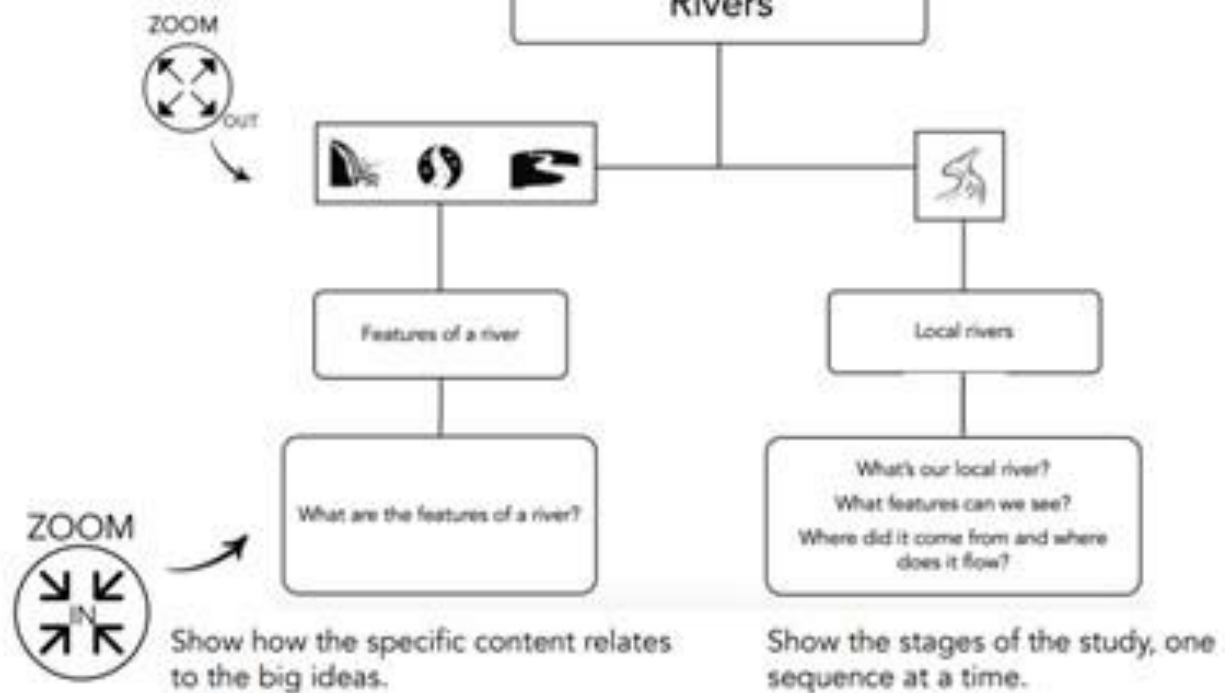 Rivers
ZOOM
OUT
Features of a river
Local rivers
What are the features of a river?
What's our local river?
What features can we see?
Where did it come from and where
does it flow?
ZOOM
IN
Show how the specific content relates
to the big ideas.
Show the stages of the study, one
sequence at a time.